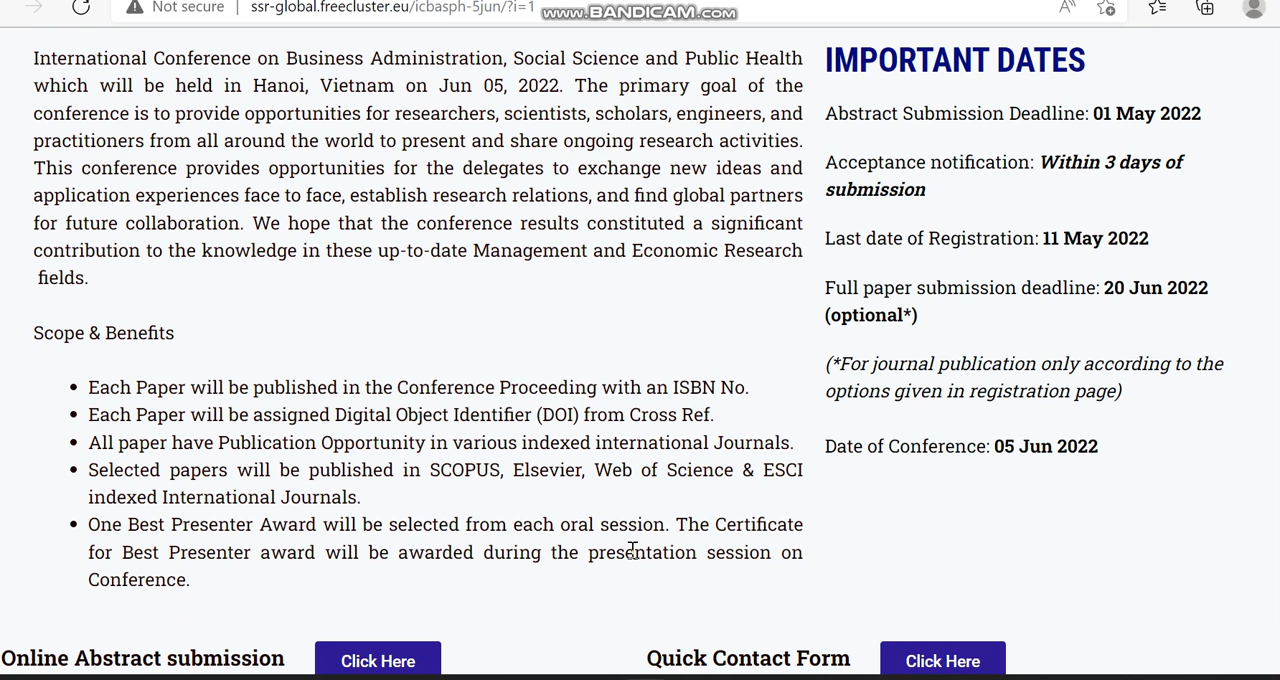 Not secure | ssr-global.freecluster.eu/icbasph-5jun/?i=1
www.BANDICAM.com
International Conference on Business Administration, Social Science and Public Health
which will be held in Hanoi, Vietnam on Jun 05, 2022. The primary goal of the
conference is to provide opportunities for researchers, scientists, scholars, engineers, and
practitioners from all around the world to present and share ongoing research activities.
This conference provides opportunities for the delegates to exchange new ideas and
application experiences face to face, establish research relations, and find global partners
for future collaboration. We hope that the conference results constituted a significant
contribution to the knowledge in these up-to-date Management and Economic Research
fields.
Scope & Benefits
• Each Paper will be published in the Conference Proceeding with an ISBN No.
• Each Paper will be assigned Digital Object Identifier (DOI) from Cross Ref.
• All paper have Publication Opportunity in various indexed international Journals.
• Selected papers will be published in SCOPUS, Elsevier, Web of Science & ESCI
indexed International Journals.
• One Best Presenter Award will be selected from each oral session. The Certificate
for Best Presenter award will be awarded during the presentation session on
Conference.
IMPORTANT DATES
Abstract Submission Deadline: 01 May 2022
Acceptance notification: Within 3 days of
submission
Last date of Registration: 11 May 2022
Full paper submission deadline: 20 Jun 2022
(optional*)
(*For journal publication only according to the
options given in registration page)
Date of Conference: 05 Jun 2022
Online Abstract submission
Click Here
Quick Contact Form
Click Here